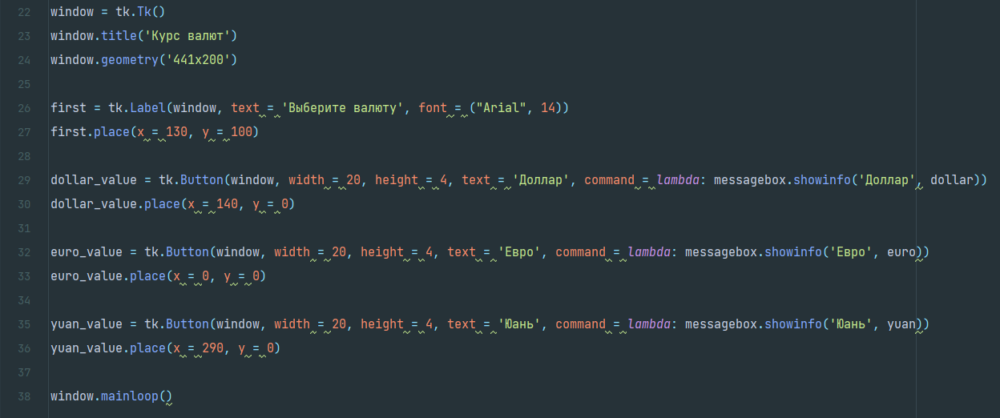 22 window = tk.Tk()
23 window.title('Курс валют')
24 window.geometry('441x200')
25
26 first = tk.Label(window, text = 'Выберите валюту', font = ("Arial", 14))
27 first.place(x = 130, y = 100)
28
29 dollar_value = tk.Button(window, width = 20, height = 4, text = 'Доллар', command = lambda: messagebox.showinfo('Доллар', dollar))
30 dollar_value.place(x = 140, y = 0)
31
32 euro_value = tk.Button(window, width = 20, height = 4, text = 'Евро', command = lambda: messagebox.showinfo('Евро', euro))
33 euro_value.place(x = 0, y = 0)
34
35 yuan_value = tk.Button(window, width = 20, height = 4, text = 'Юань', command = lambda: messagebox.showinfo('Юань', yuan))
36 yuan_value.place(x = 290, y = 0)
37
38 window.mainloop()